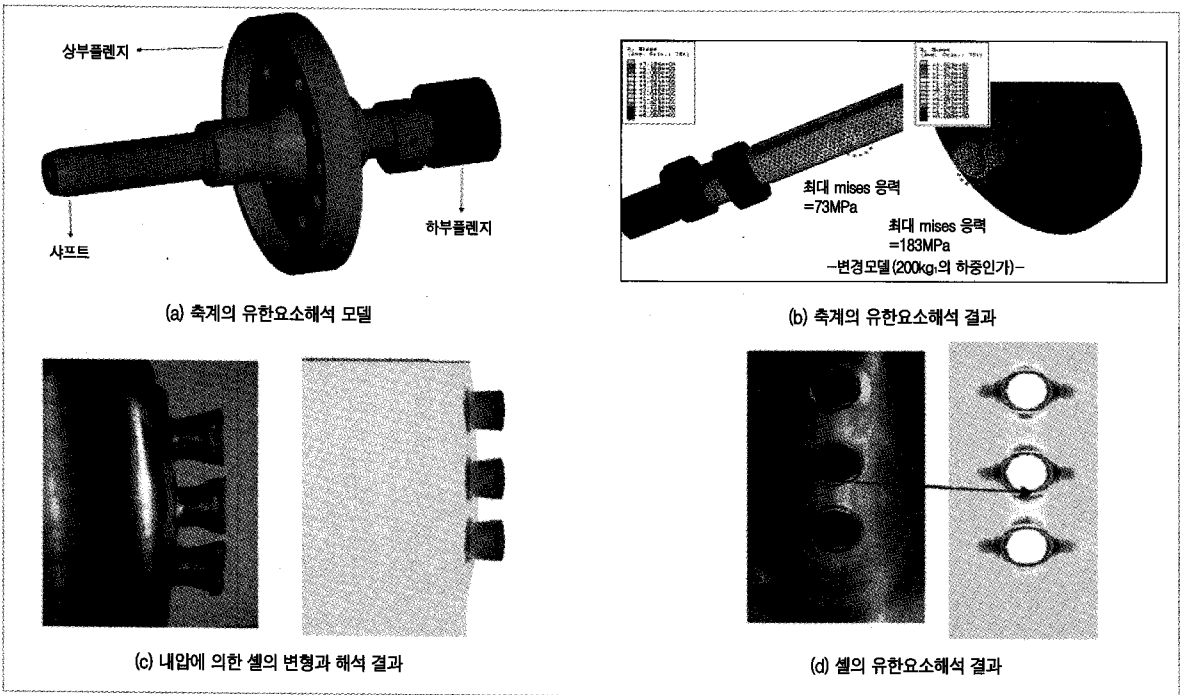 상부플렌지
샤프트
하부플렌지
(a) 축계의 유한요소해석 모델
최대 mises 응력
=73MPa
최대 mises 응력
=183MPa
-변경모델(200kgf의 하중인가)-
(b) 축계의 유한요소해석 결과
(c) 내압에 의한 셸의 변형과 해석 결과
(d) 셸의 유한요소해석 결과